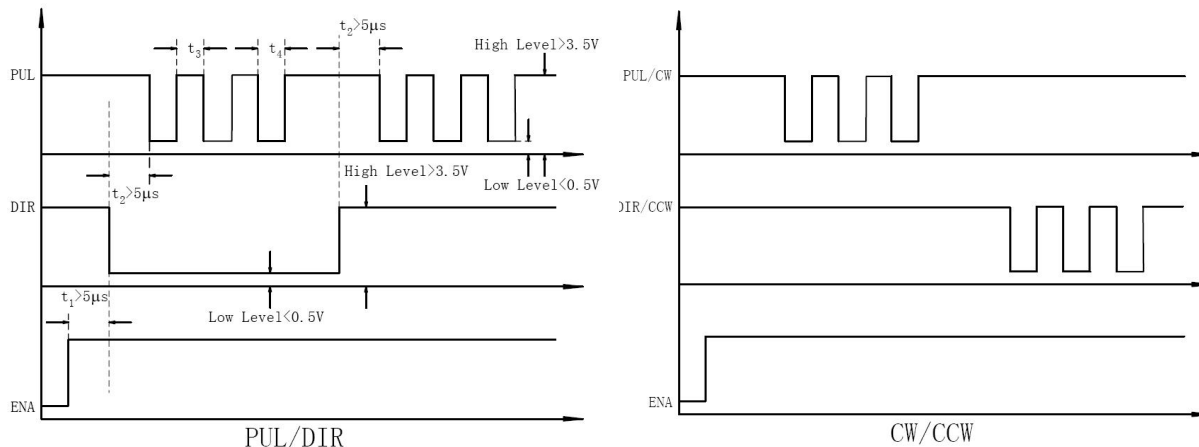 t₂>5μs
t₃
t₄
High Level>3.5V
PUL
PUL/CW
High Level>3.5V
Low Level<0.5V
t₂>5μs
DIR
DIR/CCW
t₁>5μs
Low Level<0.5V
ENA
ENA
PUL/DIR
CW/CCW